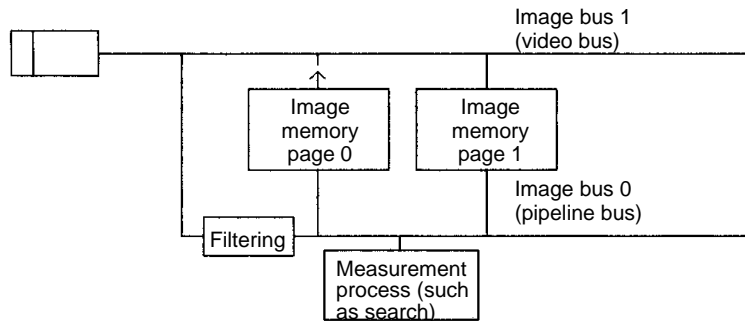 Image bus 1
(video bus)
Image
memory
page 0
Image
memory
page 1
Image bus 0
(pipeline bus)
Filtering
Measurement
process (such
as search)